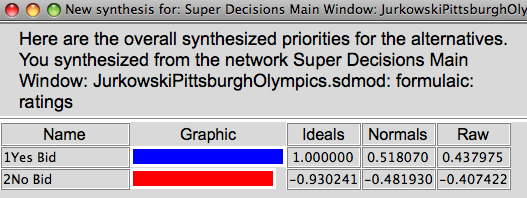 New synthesis for: Super Decisions Main Window: JurkowskiPittsburghOly
Here are the overall synthesized priorities for the alternatives.
You synthesized from the network Super Decisions Main
Window: JurkowskiPittsburghOlympics.sdmod: formulaic:
ratings
Name Graphic Ideals Normals Raw
1Yes Bid 1.000000 0.518070 0.437975
2No Bid -0.930241 -0.481930 -0.407422